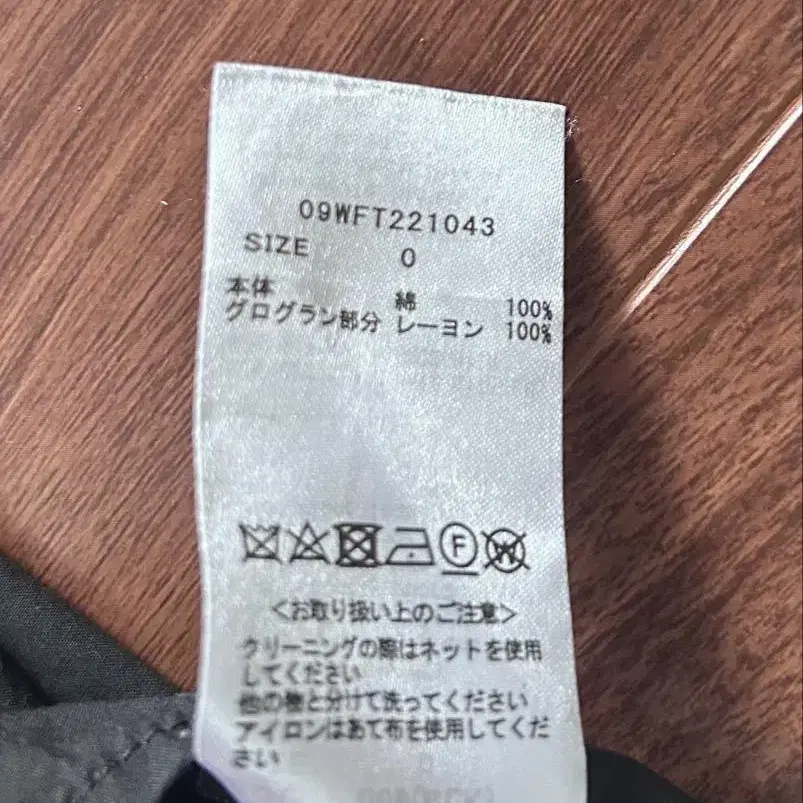 09WFT221043
SIZE 0
本体 綿 100%
グログラン部分 レーヨン 100%
F
W
<お取り扱い上のご注意>
クリーニングの際はネットを使用
してください
他の物と分けて洗ってください
アイロンはあて布を使用してくだ
さい